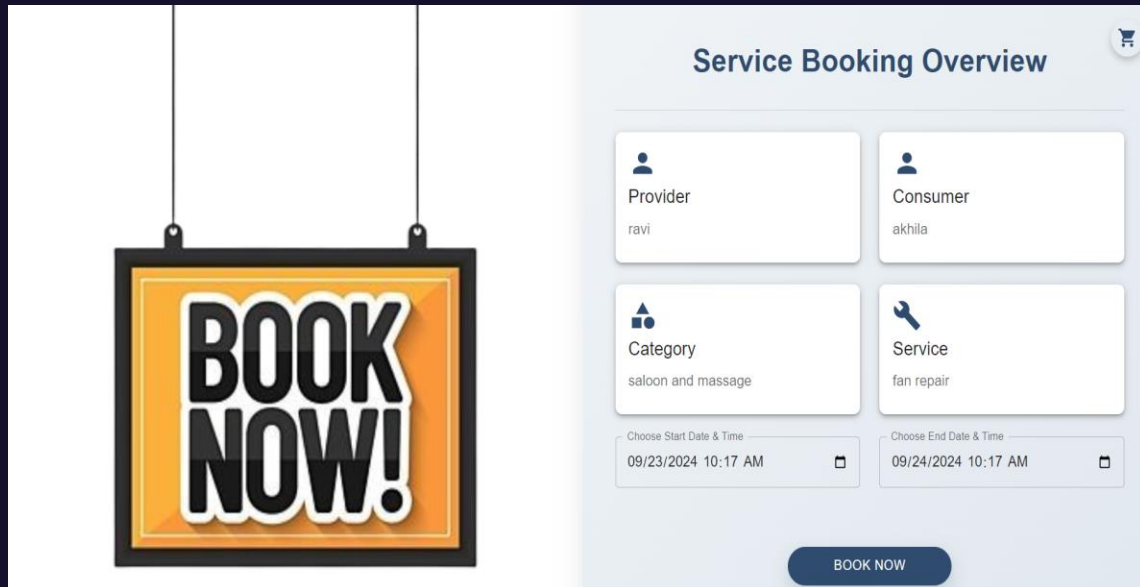 BOOK
NOW!
Service Booking Overview
Provider
ravi
Consumer
akhila
Category
saloon and massage
Service
fan repair
Choose Start Date & Time
09/23/2024 10:17 AM
Choose End Date & Time
09/24/2024 10:17 AM
BOOK NOW